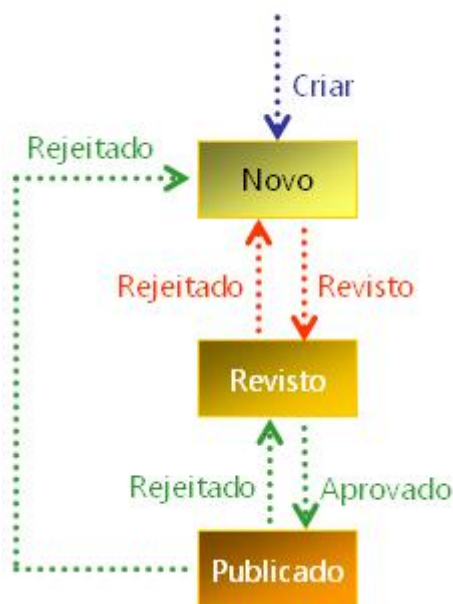 Criar
Rejeitado
Novo
Rejeitado
Revisto
Revisto
Rejeitado
Aprovado
Publicado